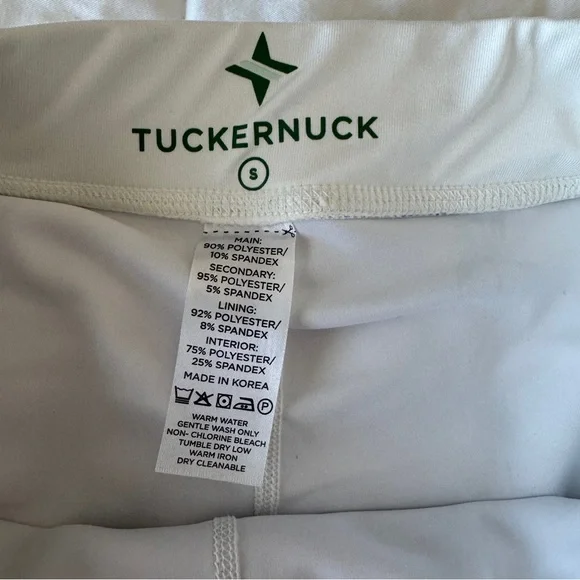 TUCKERNUCK
S
MAIN:
90% POLYESTER/
10% SPANDEX
SECONDARY:
95% POLYESTER/
5% SPANDEX
LINING:
92% POLYESTER/
8% SPANDEX
INTERIOR:
75% POLYESTER/
25% SPANDEX
MADE IN KOREA
P
WARM WATER
GENTLE WASH ONLY
NON- CHLORINE BLEACH
TUMBLE DRY LOW
WARM IRON
DRY CLEANABLE